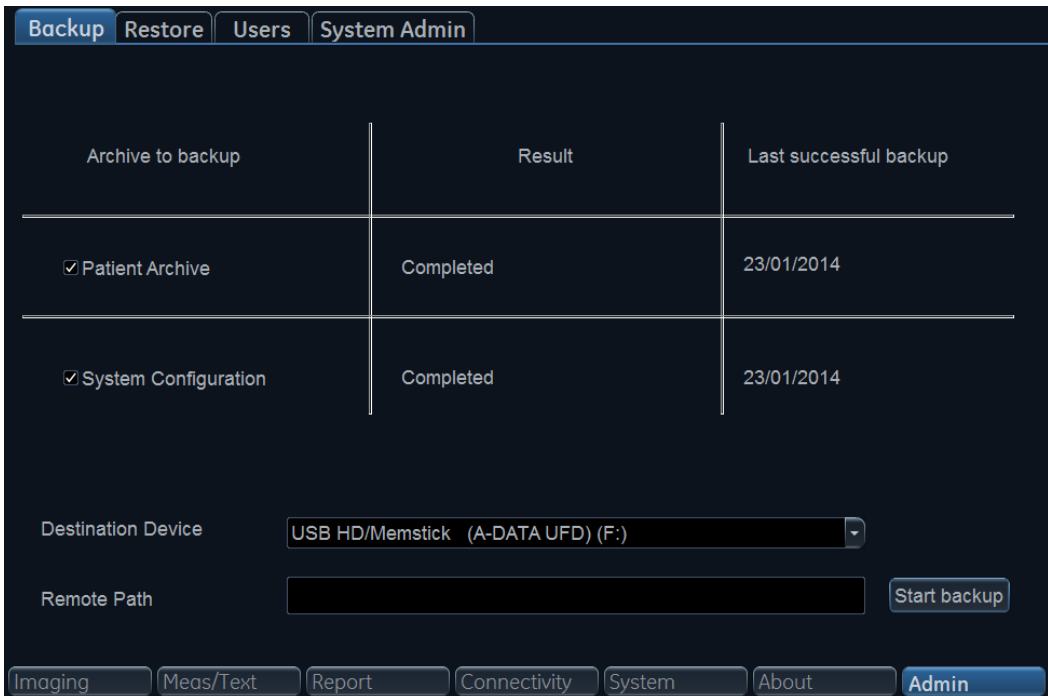 Backup Restore Users System Admin
Archive to backup Result Last successful backup
Patient Archive Completed 23/01/2014
System Configuration Completed 23/01/2014
Destination Device USB HD/Memstick (A-DATA UFD) (F:)
Remote Path Start backup
Imaging Meas/Text Report Connectivity System About Admin